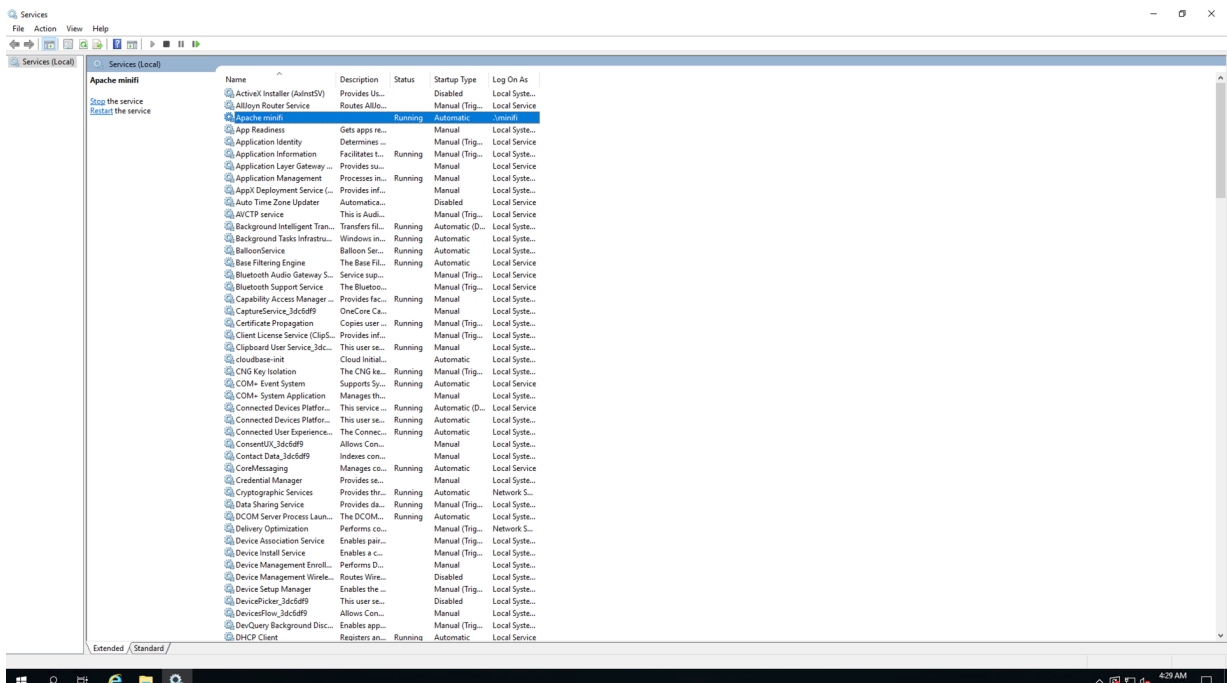 Services
File Action View Help
Services (Local)
Services (Local)
Apache minifi
Stop the service
Restart the service
Name Description Status Startup Type Log On As
ActiveX Installer (AxInstSV) Provides Us... Disabled Local Syste...
AllJoyn Router Service Routes AllJo... Manual (Trig... Local Service
Apache minifi Running Automatic .\minifi
App Readiness Gets apps re... Manual Local Syste...
Application Identity Determines ... Manual (Trig... Local Service
Application Information Facilitates t... Running Manual (Trig... Local Syste...
Application Layer Gateway ... Provides su... Manual Local Service
Application Management Processes in... Running Manual Local Syste...
AppX Deployment Service (... Provides inf... Manual Local Syste...
Auto Time Zone Updater Automatica... Disabled Local Service
AVCTP service This is Audi... Manual (Trig... Local Service
Background Intelligent Tran... Transfers fil... Running Automatic (D... Local Syste...
Background Tasks Infrastru... Windows in... Running Automatic Local Syste...
BalloonService Balloon Ser... Running Automatic Local Syste...
Base Filtering Engine The Base Fil... Running Automatic Local Service
Bluetooth Audio Gateway S... Service sup... Manual (Trig... Local Service
Bluetooth Support Service The Bluetoo... Manual (Trig... Local Service
Capability Access Manager ... Provides fac... Running Manual Local Syste...
CaptureService_3dc6df9 OneCore Ca... Manual Local Syste...
Certificate Propagation Copies user ... Running Manual (Trig... Local Syste...
Client License Service (ClipS... Provides inf... Manual (Trig... Local Syste...
Clipboard User Service_3dc... This user se... Running Manual Local Syste...
cloudbase-init Cloud Initial... Automatic Local Syste...
CNG Key Isolation The CNG ke... Running Manual (Trig... Local Syste...
COM+ Event System Supports Sy... Running Automatic Local Service
COM+ System Application Manages th... Manual Local Syste...
Connected Devices Platfor... This service ... Running Automatic (D... Local Service
Connected Devices Platfor... This user se... Running Automatic Local Syste...
Connected User Experience... The Connec... Running Automatic Local Syste...
ConsentUX_3dc6df9 Allows Con... Manual Local Syste...
Contact Data_3dc6df9 Indexes con... Manual Local Syste...
CoreMessaging Manages co... Running Automatic Local Service
Credential Manager Provides se... Manual Local Syste...
Cryptographic Services Provides thr... Running Automatic Network S...
Data Sharing Service Provides da... Running Manual (Trig... Local Syste...
DCOM Server Process Laun... The DCOM... Running Automatic Local Syste...
Delivery Optimization Performs co... Manual (Trig... Network S...
Device Association Service Enables pair... Manual (Trig... Local Syste...
Device Install Service Enables a c... Manual (Trig... Local Syste...
Device Management Enroll... Performs D... Manual Local Syste...
Device Management Wirele... Routes Wire... Disabled Local Syste...
Device Setup Manager Enables the ... Manual (Trig... Local Syste...
DevicePicker_3dc6df9 This user se... Disabled Local Syste...
DevicesFlow_3dc6df9 Allows Con... Manual Local Syste...
DevQuery Background Disc... Enables app... Manual (Trig... Local Syste...
DHCP Client Registers an... Running Automatic Local Service
Extended Standard
4:29 AM